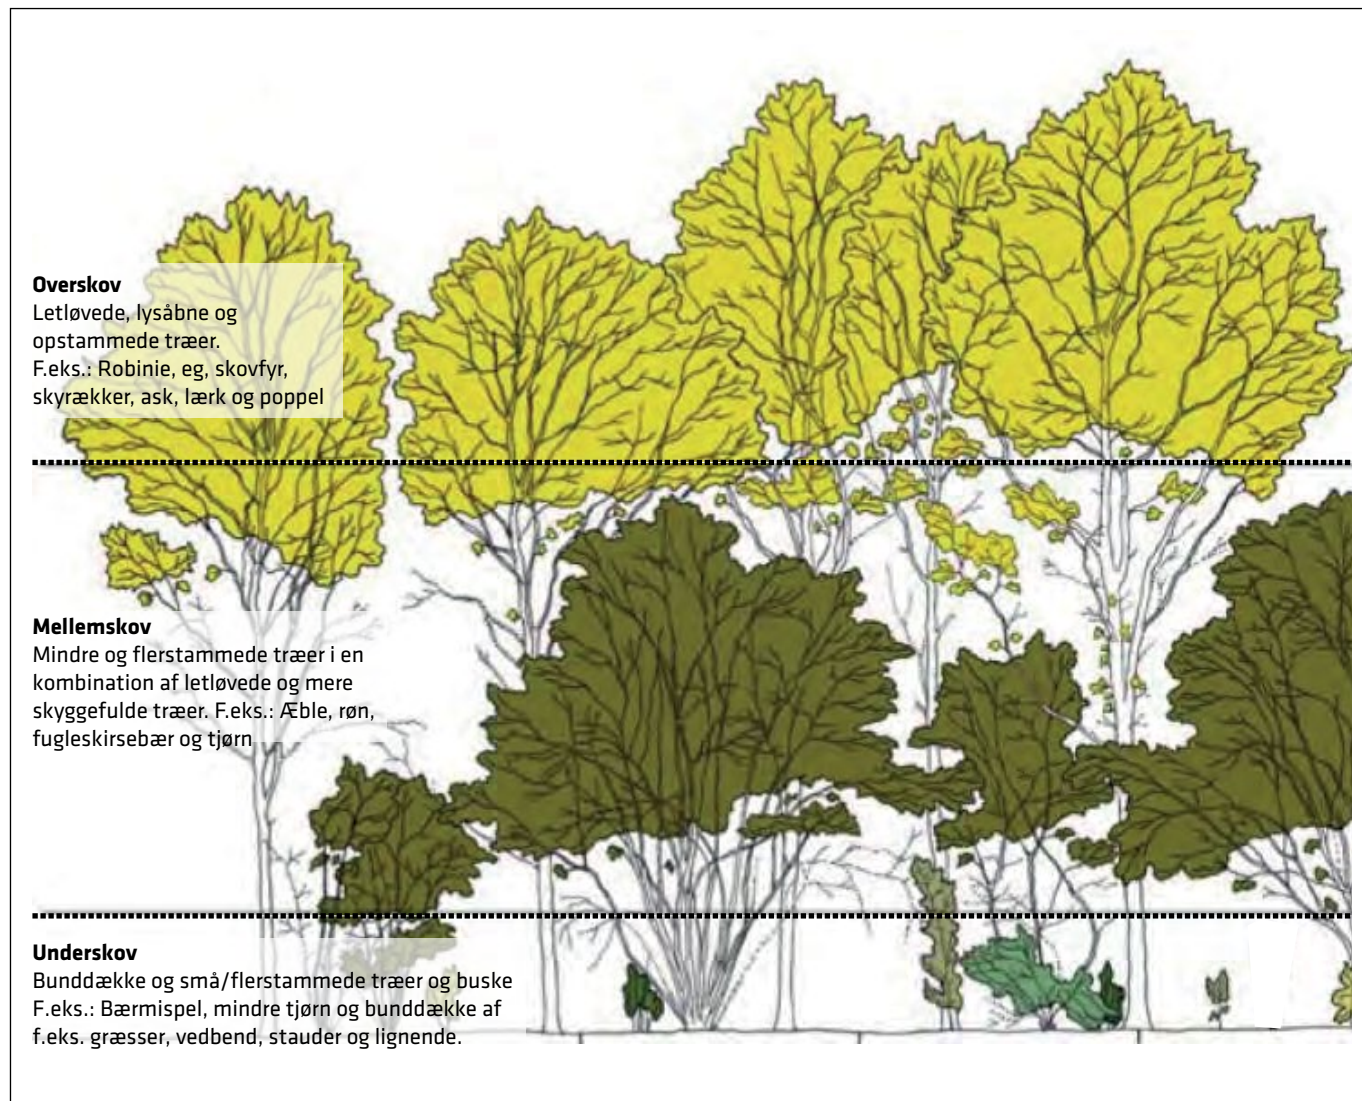 Overskov
Letløvede, lysåbne og
opstammede træer.
F.eks.: Robinie, eg, skovfyr,
skyrækker, ask, lærk og poppel
Mellemskov
Mindre og flerstammede træer i en
kombination af letløvede og mere
skyggefulde træer. F.eks.: Æble, røn,
fugleskirsebær og tjørn
Underskov
Bunddække og små/flerstammede træer og buske
F.eks.: Bærmispel, mindre tjørn og bunddække af
f.eks. græsser, vedbend, stauder og lignende.